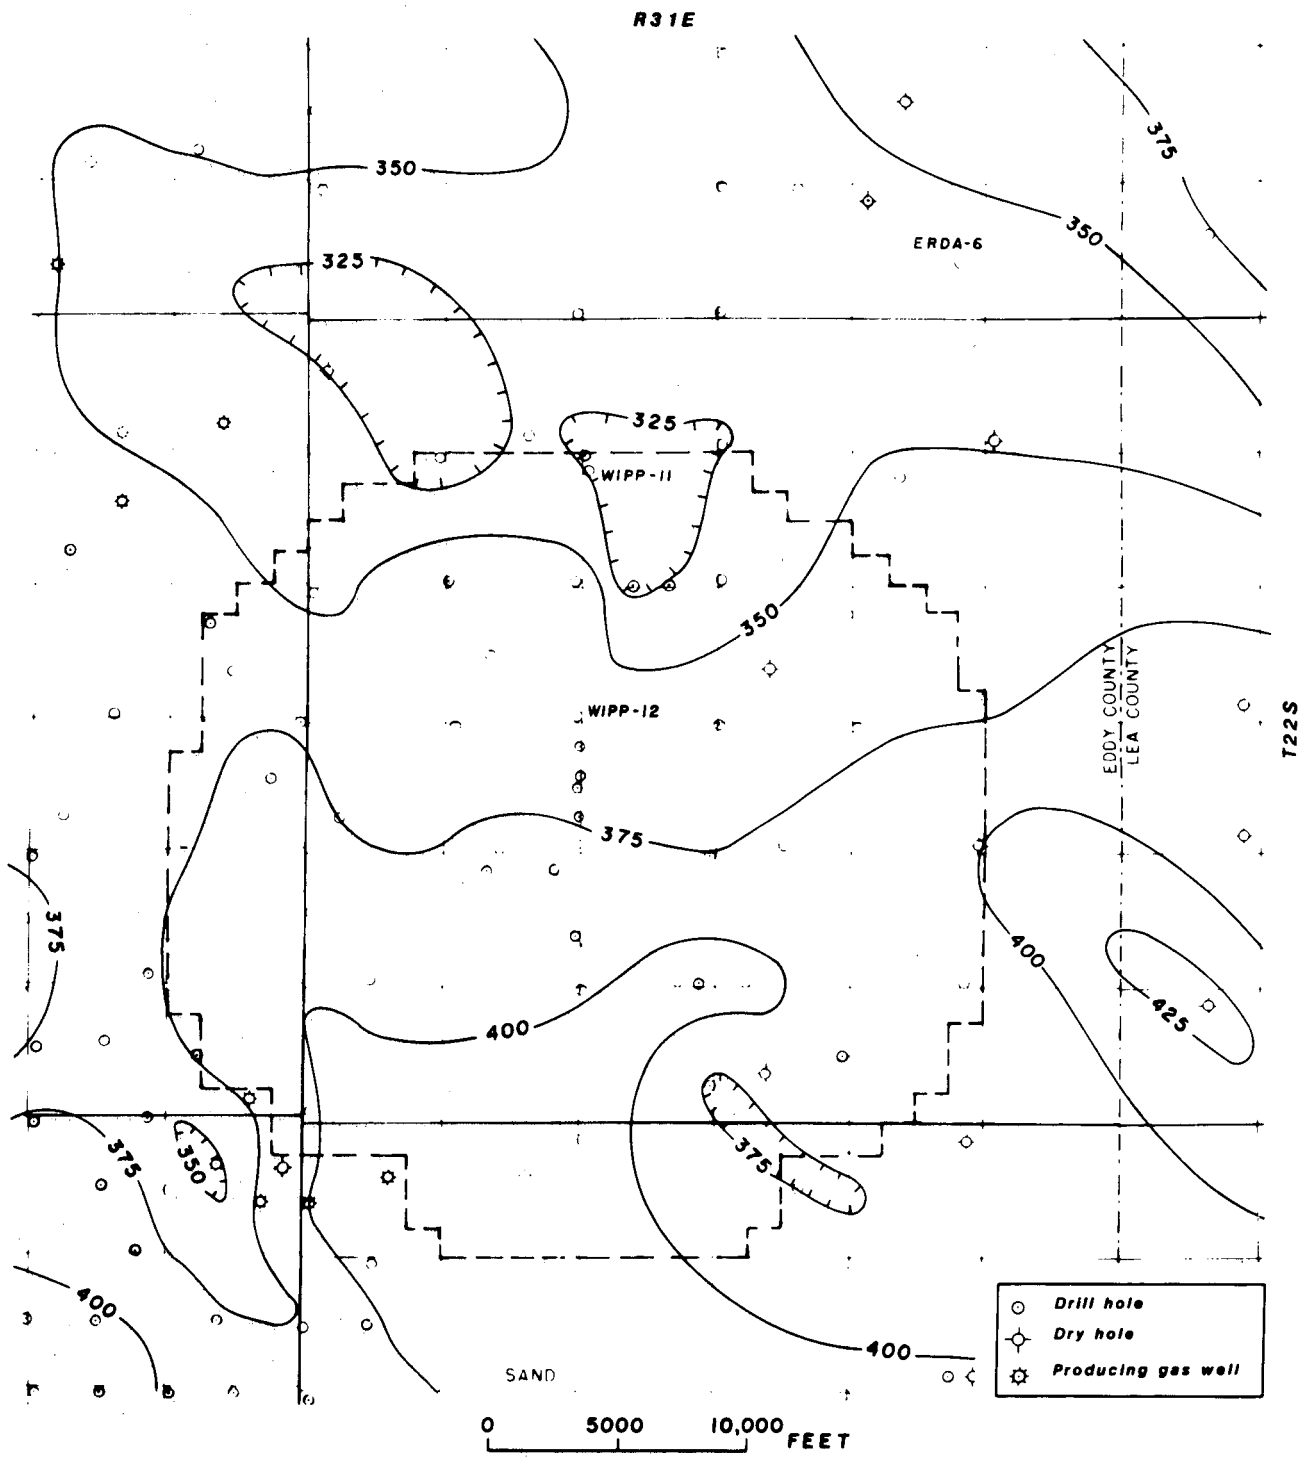 R31E
375
350
350
ERDA-6
325
325
WIPP-11
350
EDDY COUNTY
LEA COUNTY
T22S
WIPP-12
375
375
400
425
400
375
350
375
400
400
SAND
Drill hole
Dry hole
Producing gas well
0 5000 10,000
FEET